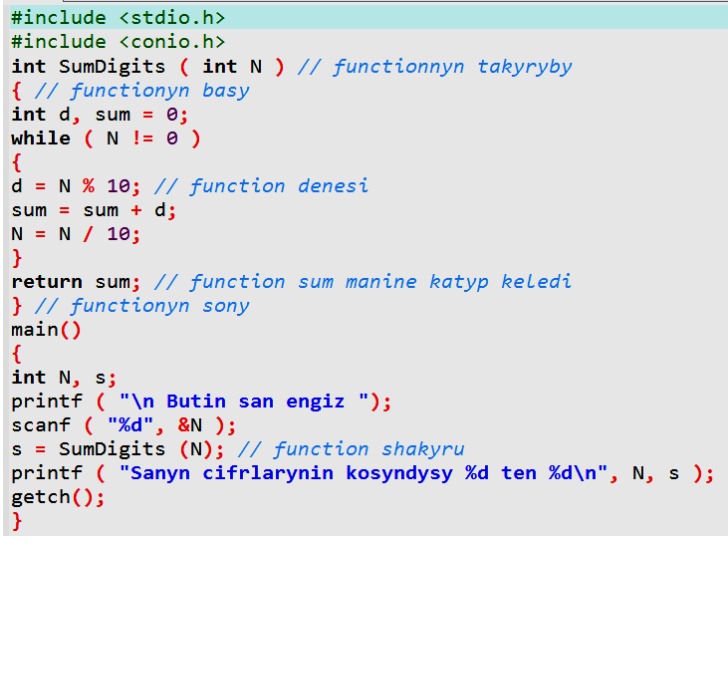 #include <stdio.h>
#include <conio.h>
int SumDigits ( int N ) // functionnyn takyryby
{ // functionyn basy
int d, sum = 0;
while ( N != 0 )
{
d = N % 10; // function denesi
sum = sum + d;
N = N / 10;
}
return sum; // function sum manine katyp keledi
} // functionyn sony
main()
{
int N, s;
printf ( "\n Butin san engiz ");
scanf ( "%d", &N );
s = SumDigits (N); // function shakyru
printf ( "Sanyn cifrlarynin kosyndysy %d ten %d\n", N, s );
getch();
}